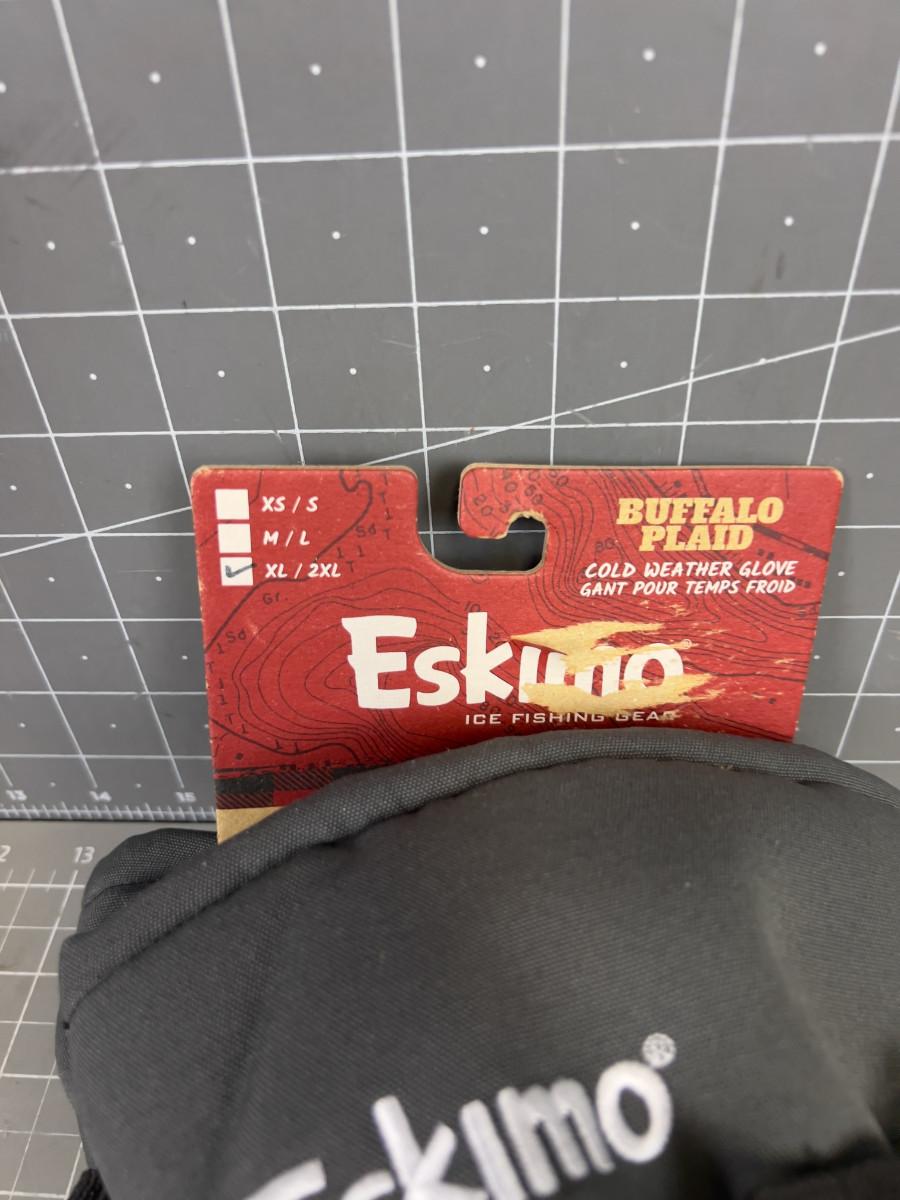 XS / S
M / L
XL / 2XL
BUFFALO
PLAID
COLD WEATHER GLOVE
GANT POUR TEMPS FROID
Eskimo®
ICE FISHING GEAR
13 14 15
13
Eskimo®